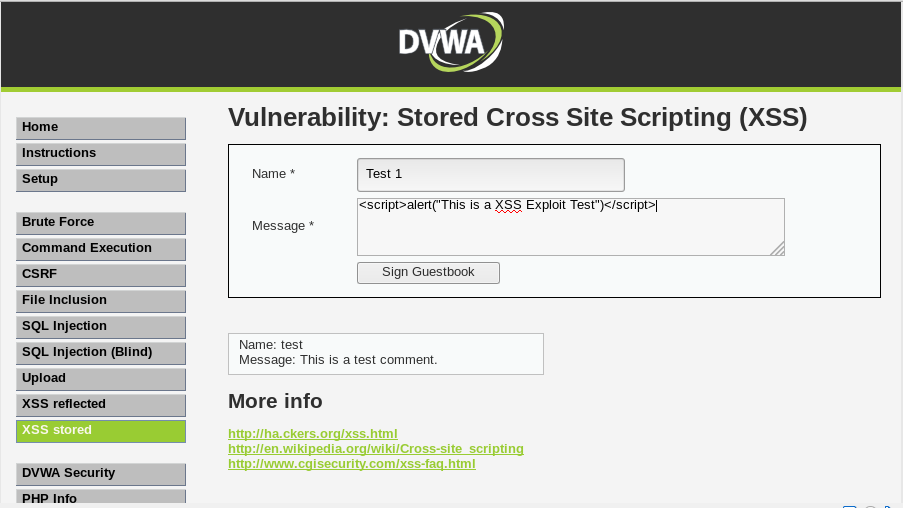 DVWA
Vulnerability: Stored Cross Site Scripting (XSS)
Home
Instructions
Setup
Brute Force
Command Execution
CSRF
File Inclusion
SQL Injection
SQL Injection (Blind)
Upload
XSS reflected
XSS stored
DVWA Security
PHP Info
Name *
Test 1
Message *
<script>alert("This is a XSS Exploit Test")</script>
Sign Guestbook
Name: test
Message: This is a test comment.
More info
http://ha.ckers.org/xss.html
http://en.wikipedia.org/wiki/Cross-site_scripting
http://www.cgisecurity.com/xss-faq.html